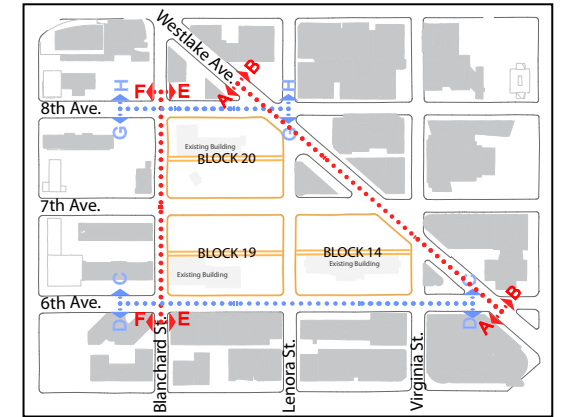 Westlake Ave.
B
A
H
H
F
E
8th Ave.
G
G
Existing Building
BLOCK 20
7th Ave.
BLOCK 19
BLOCK 14
Existing Building
Existing Building
C
C
6th Ave.
B
A
D
D
F
E
Blanchard St.
Lenora St.
Virginia St.